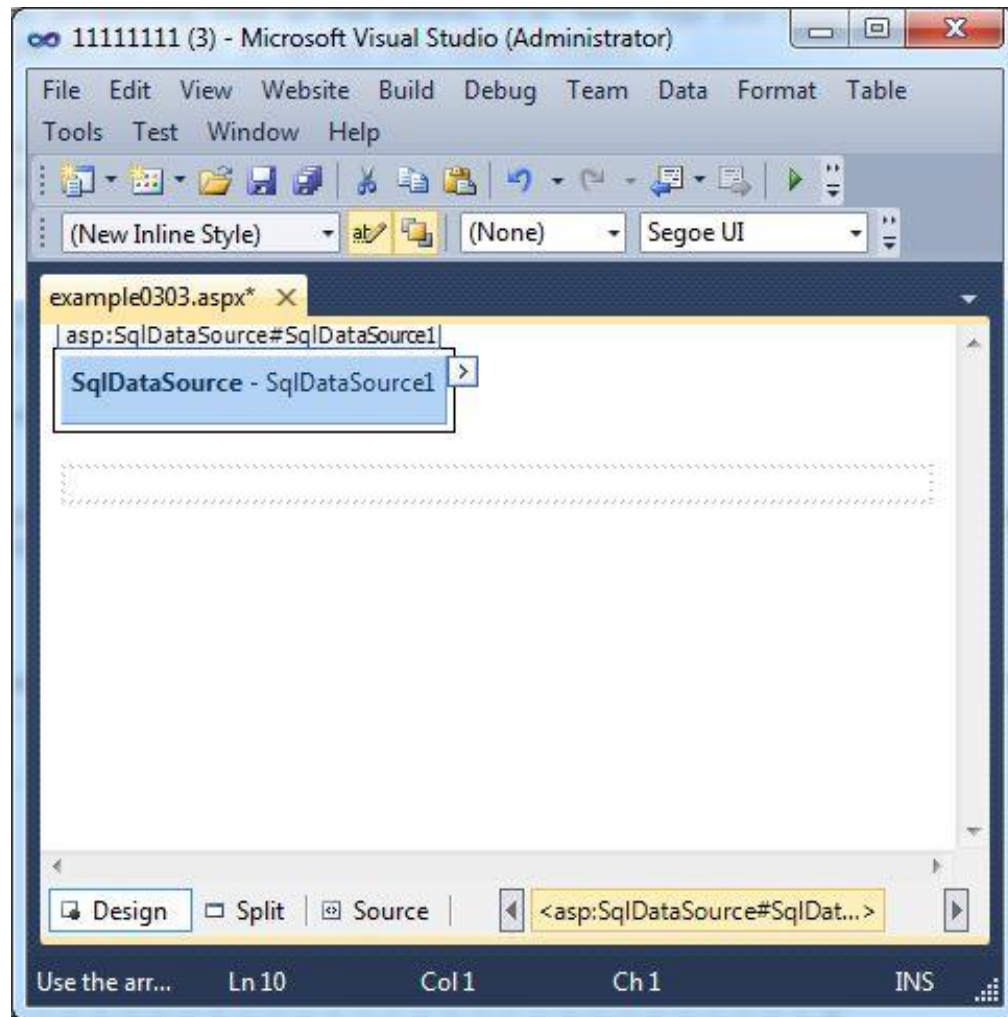 11111111 (3) - Microsoft Visual Studio (Administrator)
File Edit View Website Build Debug Team Data Format Table
Tools Test Window Help
(New Inline Style) ab (None) Segoe UI
example0303.aspx*
asp:SqlDataSource#SqlDataSource1
SqlDataSource - SqlDataSource1
Design Split Source <asp:SqlDataSource#SqlDat...>
Use the arr... Ln 10 Col 1 Ch 1 INS